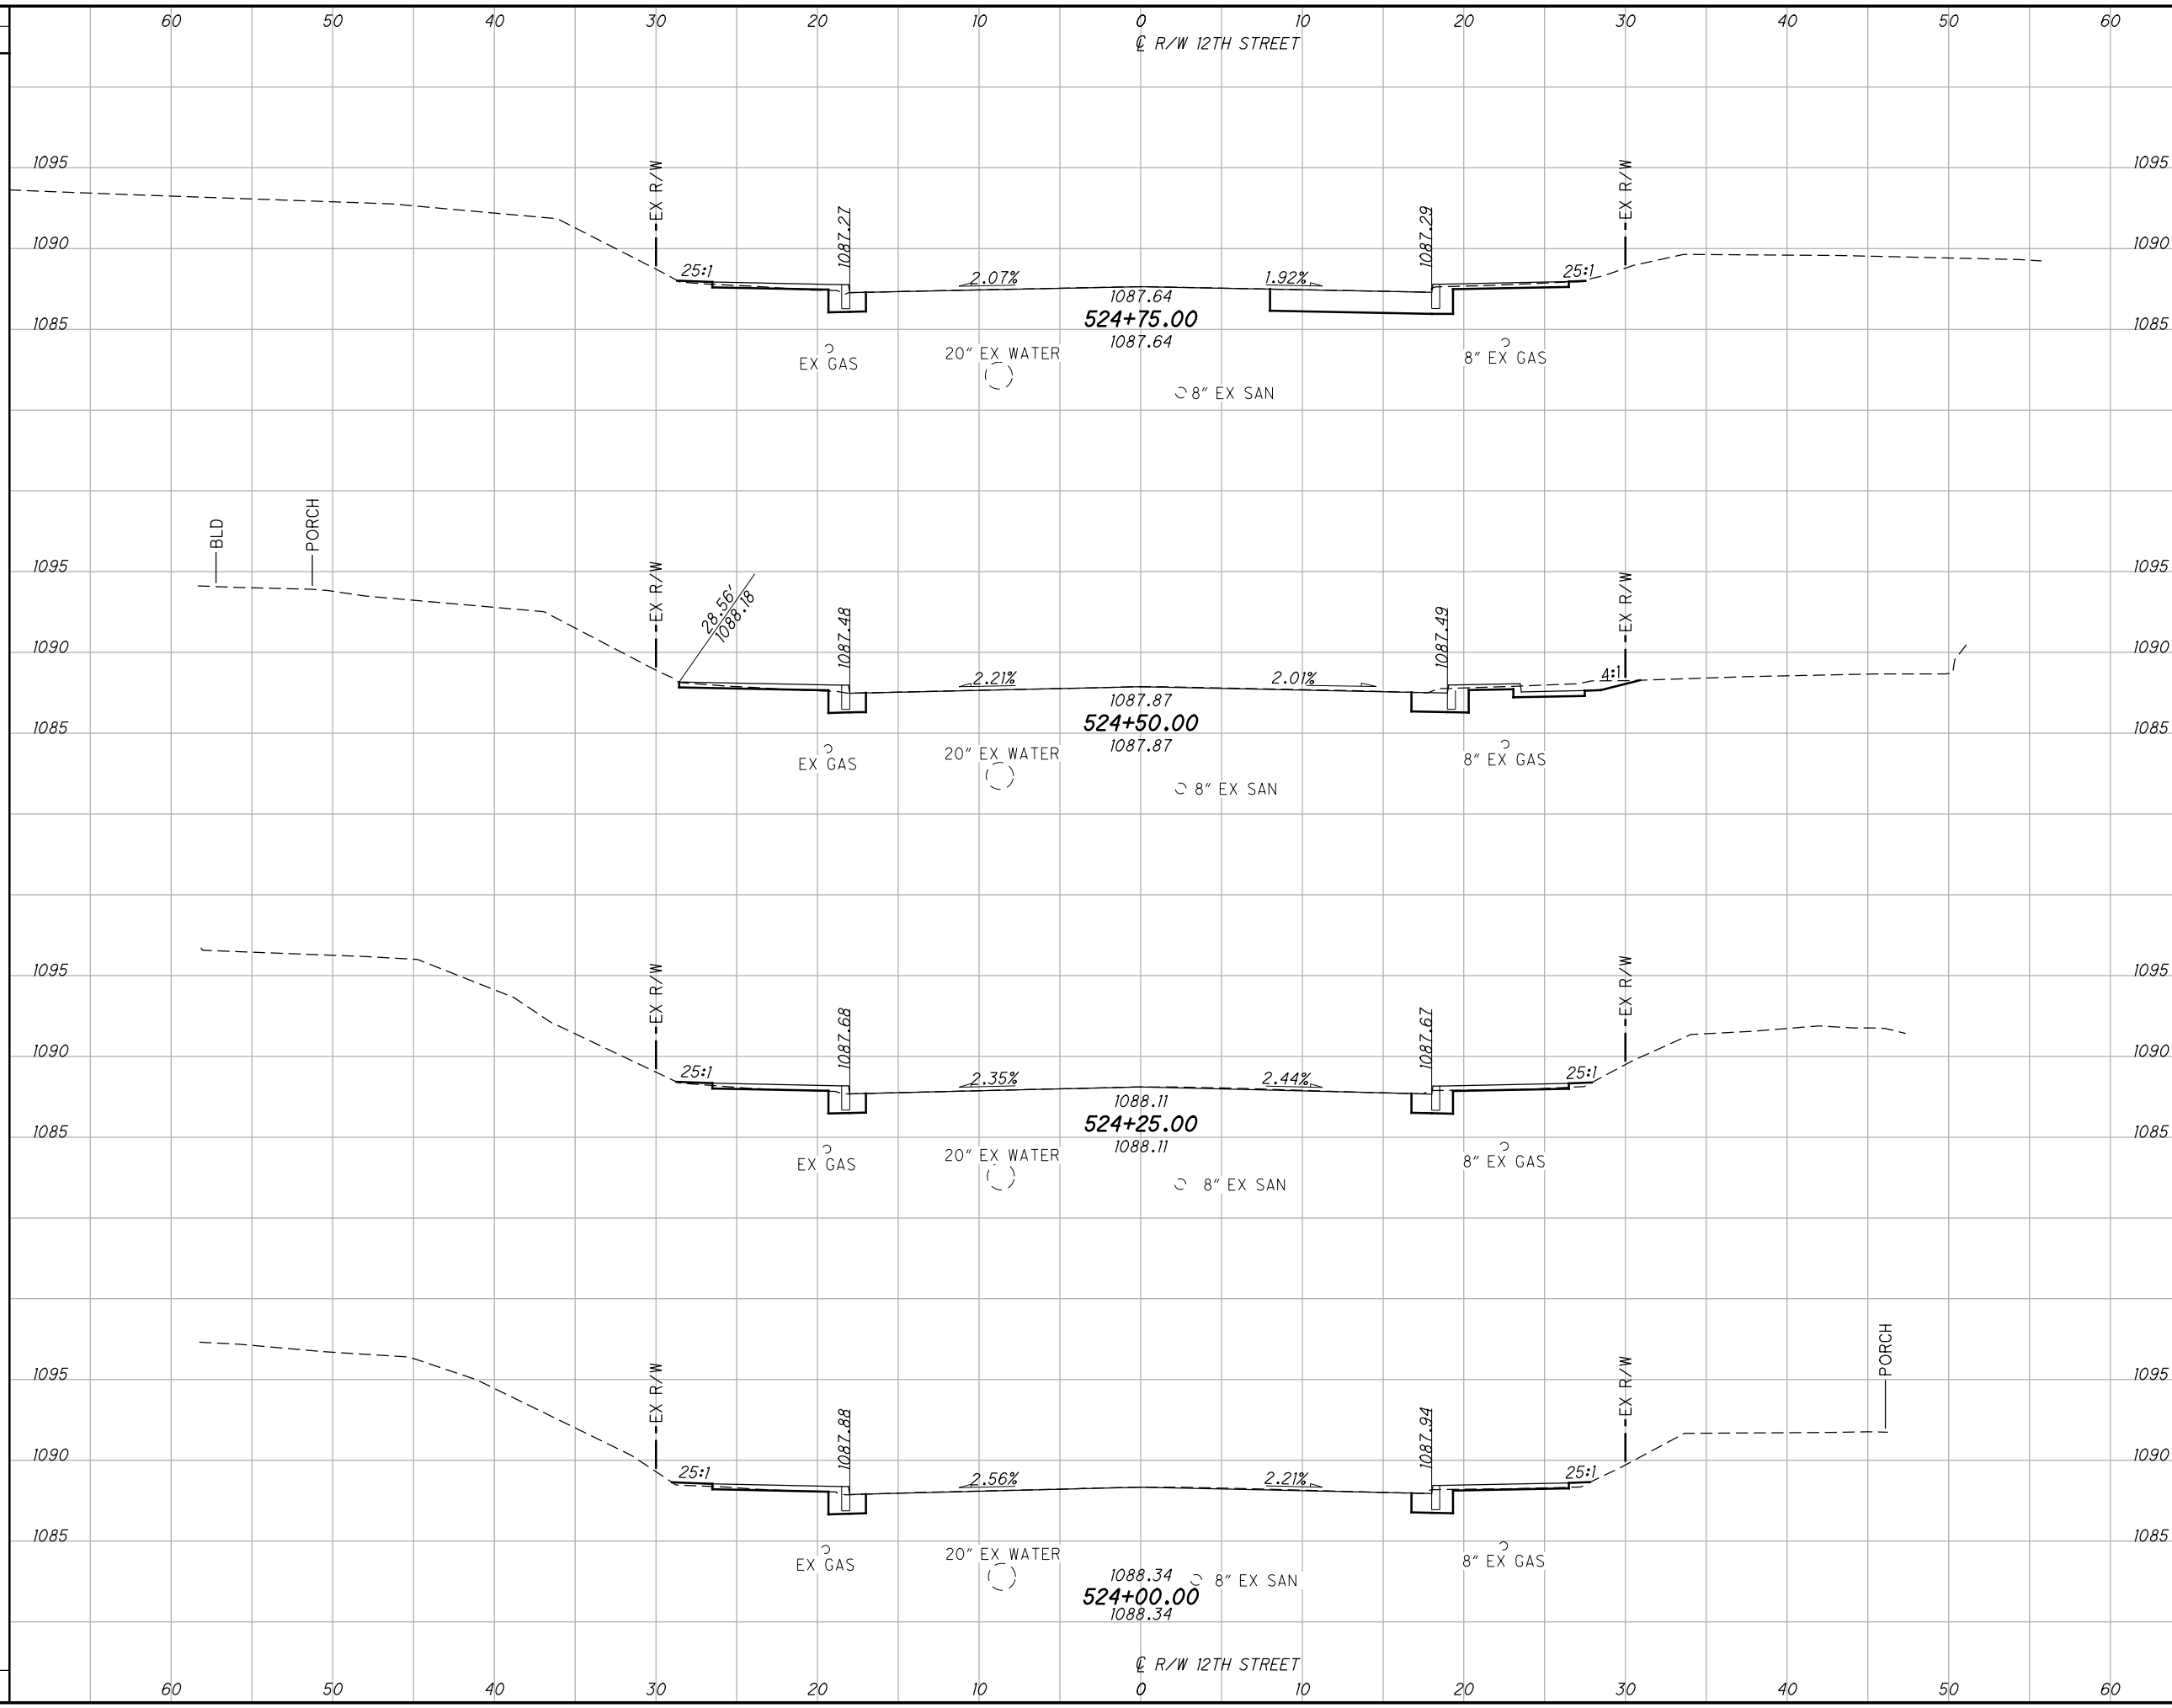 60 50 40 30 20 10 0 10 20 30 40 50 60
℄ R/W 12TH STREET
1095 EX R/W EX R/W 1095
1087.27 1087.29
1090 1090
25:1 2.07% 1.92% 25:1
1087.64
1085 524+75.00 1085
1087.64
EX GAS 20" EX WATER 8" EX GAS
8" EX SAN
BLD PORCH
1095 EX R/W EX R/W 1095
28.56'
1088.18
1087.48 1087.49
1090 1090
2.21% 2.01% 4:1
1087.87
1085 524+50.00 1085
1087.87
EX GAS 20" EX WATER 8" EX GAS
8" EX SAN
1095 EX R/W EX R/W 1095
1087.68 1087.67
1090 1090
25:1 2.35% 2.44% 25:1
1088.11
1085 524+25.00 1085
1088.11
EX GAS 20" EX WATER 8" EX GAS
8" EX SAN
PORCH
1095 EX R/W EX R/W 1095
1087.88 1087.94
1090 1090
25:1 2.56% 2.21% 25:1
1085 1085
EX GAS 20" EX WATER 8" EX GAS
1088.34 8" EX SAN
524+00.00
1088.34
℄ R/W 12TH STREET
60 50 40 30 20 10 0 10 20 30 40 50 60